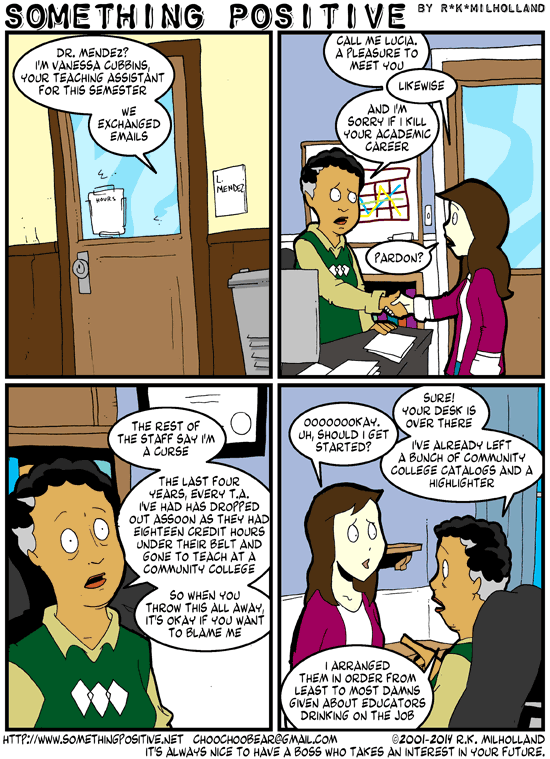 SOMETHING POSITIVE BY R*K*MILHOLLAND
DR. MENDEZ?
I'M VANESSA CUBBINS,
YOUR TEACHING ASSISTANT
FOR THIS SEMESTER
WE
EXCHANGED
EMAILS
HOURS
L.
MENDEZ
CALL ME LUCIA.
A PLEASURE TO
MEET YOU
LIKEWISE
AND I'M
SORRY IF I KILL
YOUR ACADEMIC
CAREER
PARDON?
THE REST OF
THE STAFF SAY I'M
A CURSE
THE LAST FOUR
YEARS, EVERY T.A.
I'VE HAD HAS DROPPED
OUT ASSOON AS THEY HAD
EIGHTEEN CREDIT HOURS
UNDER THEIR BELT AND
GONE TO TEACH AT A
COMMUNITY COLLEGE
SO WHEN YOU
THROW THIS ALL AWAY,
IT'S OKAY IF YOU WANT
TO BLAME ME
OOOOOOOKAY.
UH, SHOULD I GET
STARTED?
SURE!
YOUR DESK IS
OVER THERE
I'VE ALREADY LEFT
A BUNCH OF COMMUNITY
COLLEGE CATALOGS AND A
HIGHLIGHTER
I ARRANGED
THEM IN ORDER FROM
LEAST TO MOST DAMNS
GIVEN ABOUT EDUCATORS
DRINKING ON THE JOB
HTTP://WWW.SOMETHINGPOSITIVE.NET CHOOCHOOBEAR@GMAIL.COM ©2001-2014 R.K. MILHOLLAND
IT'S ALWAYS NICE TO HAVE A BOSS WHO TAKES AN INTEREST IN YOUR FUTURE.